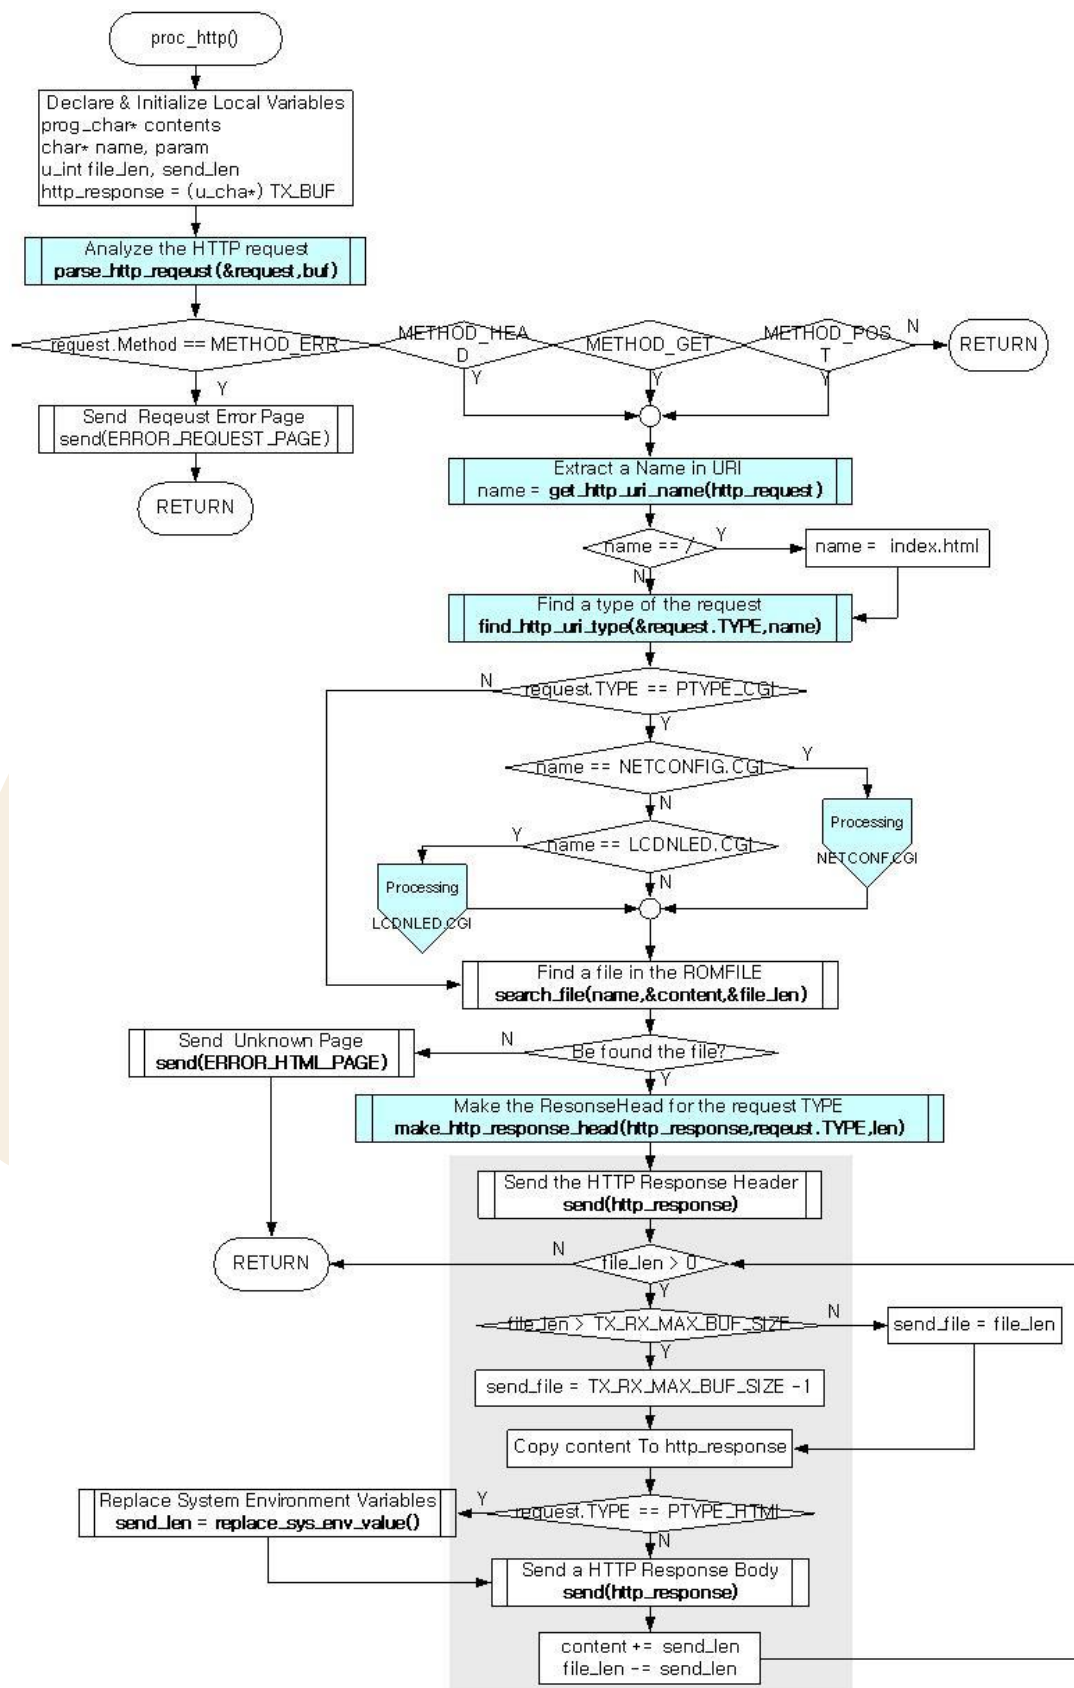 proc_http()
Declare & Initialize Local Variables
prog_char* contents
char* name, param
u_int file_len, send_len
http_response = (u_cha*) TX_BUF
Analyze the HTTP request
parse_http_reqeust(&request,buf)
request.Method == METHOD_ERR
METHOD_HEA
D
METHOD_GET
METHOD_POS
T
N
RETURN
Y
Y
Y
Y
Send Reqeust Error Page
send(ERROR_REQUEST_PAGE)
RETURN
Extract a Name in URI
name = get_http_uri_name(http_request)
name == /
Y
name = index.html
N
Find a type of the request
find_http_uri_type(&request.TYPE,name)
N
request.TYPE == PTYPE_CGI
Y
name == NETCONFIG.CGI
Y
N
Processing
NETCONF.CGI
Y
name == LCDNLED.CGI
N
Processing
LCDNLED.CGI
Find a file in the ROMFILE
search_file(name,&content,&file_len)
Send Unknown Page
send(ERROR_HTML_PAGE)
N
Be found the file?
Y
Make the ResonseHead for the request TYPE
make_http_response_head(http_response,reqeust.TYPE,len)
Send the HTTP Response Header
send(http_response)
RETURN
N
file_len > 0
Y
file_len > TX_RX_MAX_BUF_SIZE
N
send_file = file_len
Y
send_file = TX_RX_MAX_BUF_SIZE -1
Copy content To http_response
Replace System Environment Variables
send_len = replace_sys_env_value()
Y
request.TYPE == PTYPE_HTML
N
Send a HTTP Response Body
send(http_response)
content += send_len
file_len -= send_len